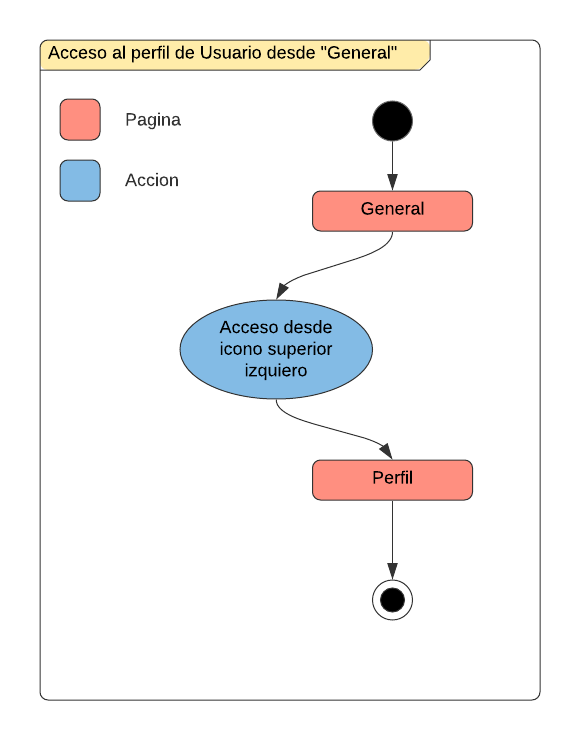 Acceso al perfil de Usuario desde "General"
Pagina
Accion
General
Acceso desde
icono superior
izquiero
Perfil